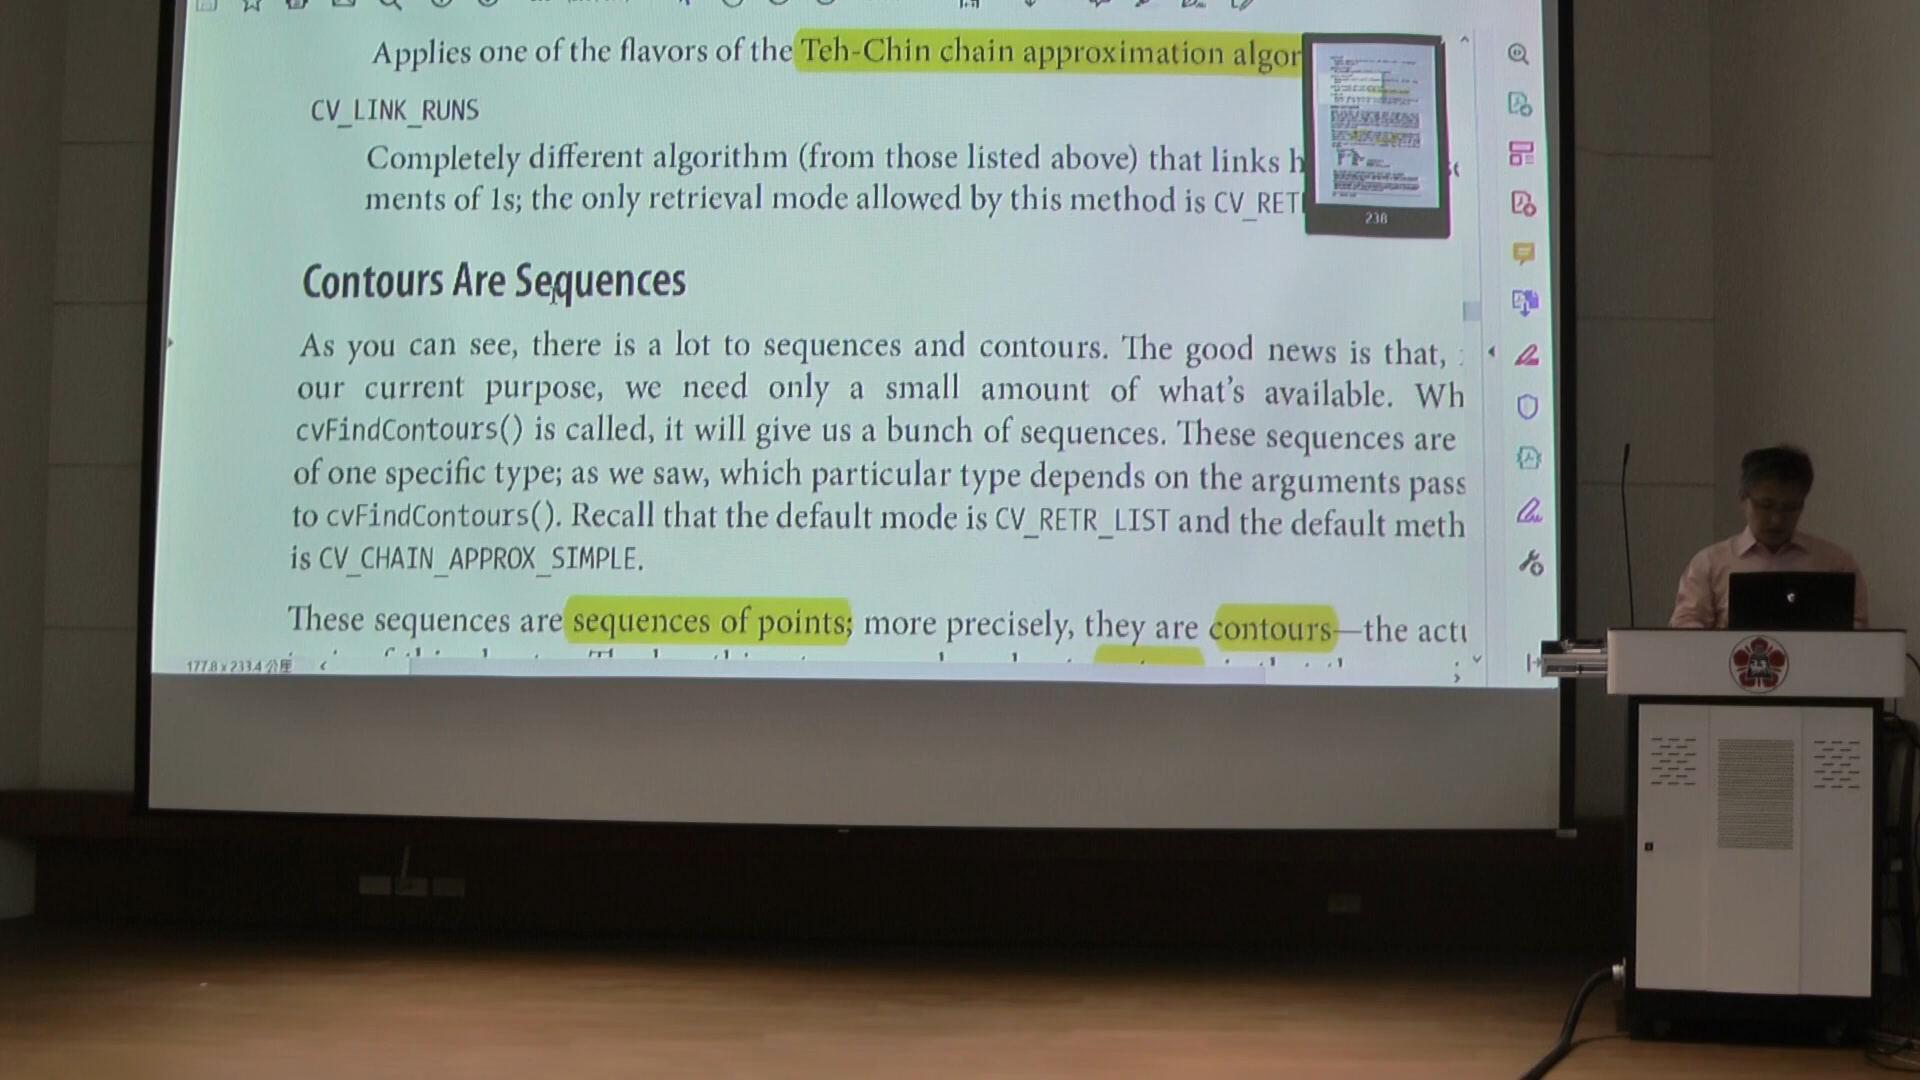 Applies one of the flavors of the Teh-Chin chain approximation algor
CV_LINK_RUNS
Completely different algorithm (from those listed above) that links h
ments of 1s; the only retrieval mode allowed by this method is CV_RET
238
Contours Are Sequences
As you can see, there is a lot to sequences and contours. The good news is that,
our current purpose, we need only a small amount of what's available. Wh
cvFindContours() is called, it will give us a bunch of sequences. These sequences are
of one specific type; as we saw, which particular type depends on the arguments pass
to cvFindContours(). Recall that the default mode is CV_RETR_LIST and the default meth
is CV_CHAIN_APPROX_SIMPLE.
These sequences are sequences of points; more precisely, they are contours—the actu
177.8 x 233.4 公厘